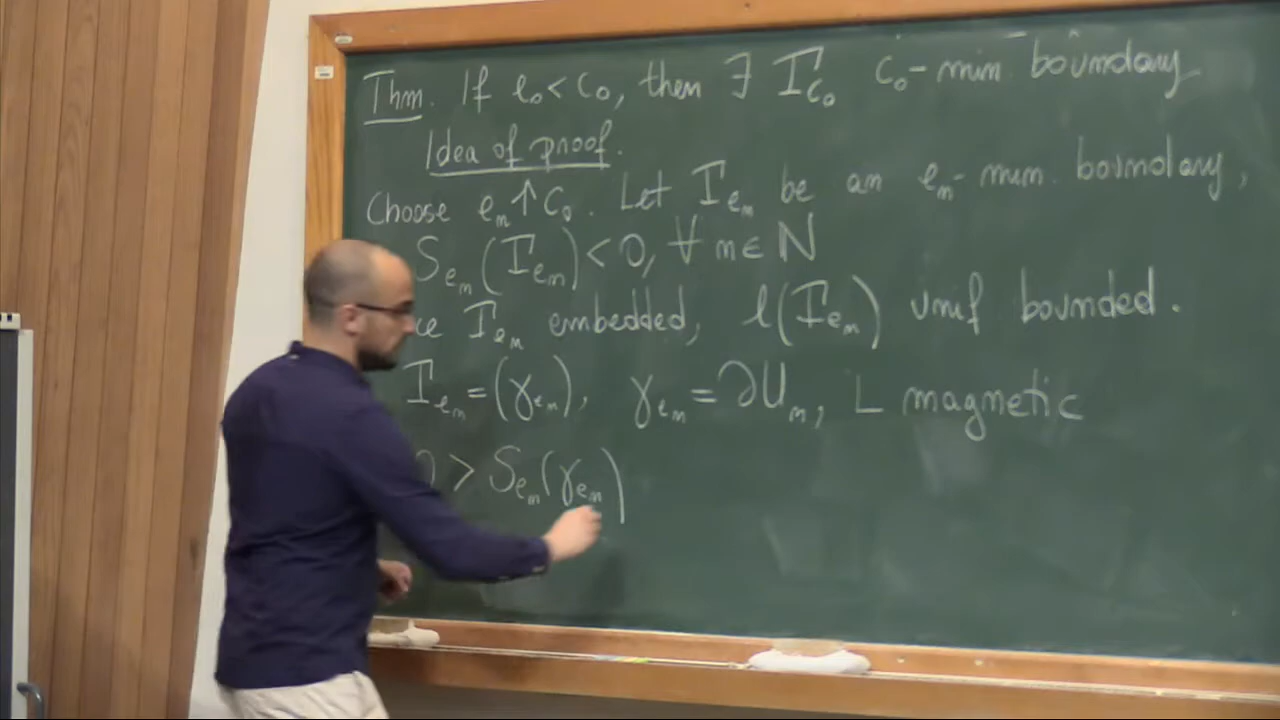 Thm. If e₀ < c₀, then ∃ Γ_{c₀} c₀-min. boundary
Idea of proof.
Choose e_m ↑ c₀. Let Γ_{e_m} be an e_m-min. boundary,
S_{e_m}(Γ_{e_m}) < 0, ∀ m ∈ ℕ
Γ_{e_m} embedded, ℓ(Γ_{e_m}) unif bounded.
Γ_{e_m} = (γ_{e_m}), γ_{e_m} = ∂U_m, L magnetic
0 > S_{e_m}(γ_{e_m})